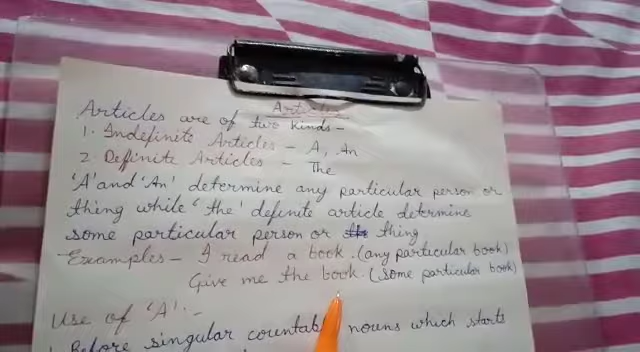 Articles
Articles are of two kinds-
1. Indefinite Articles - A, An
2. Definite Articles - The
'A' and 'An' determine any particular person or
thing while 'the' definite article determine
some particular person or thing
Examples - I read a book. (any particular book)
Give me the book. (some particular book)
Use of 'A':-
1. Before singular countabl nouns which starts